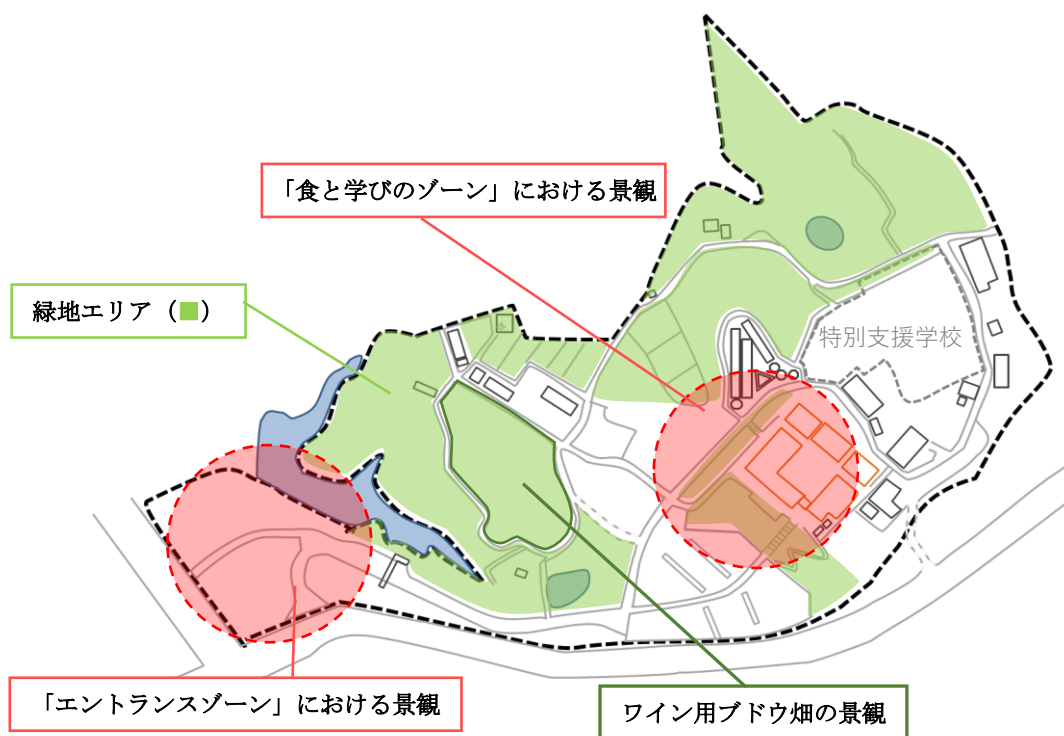 「食と学びのゾーン」における景観
緑地エリア（■）
特別支援学校
「エントランスゾーン」における景観
ワイン用ブドウ畑の景観